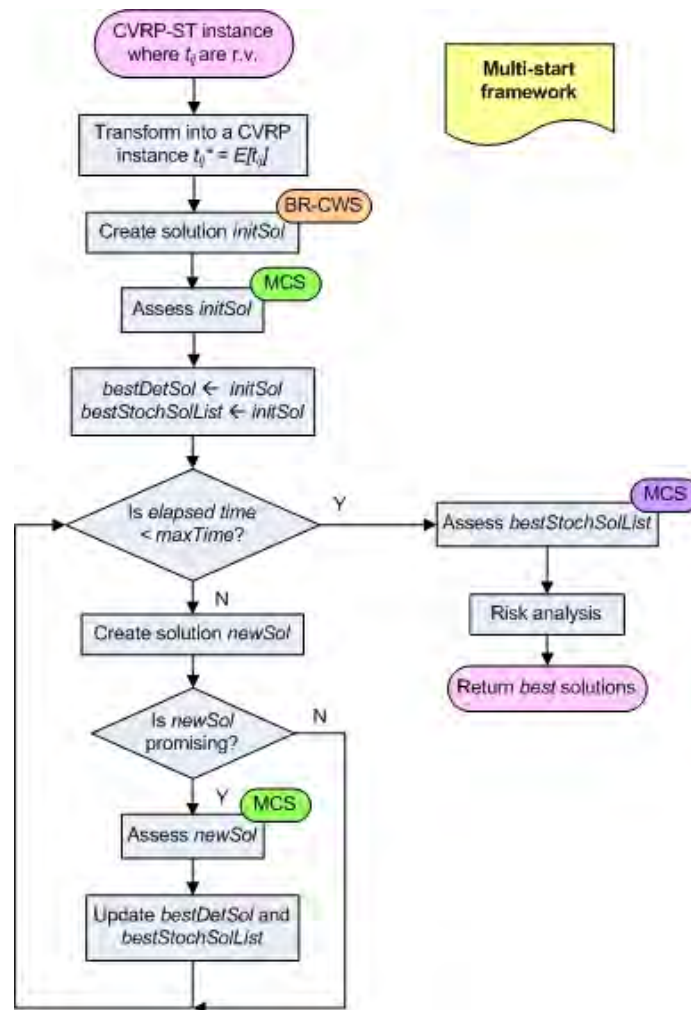 CVRP-ST instance
where tij are r.v.
Multi-start
framework
Transform into a CVRP
instance tij* = E[tij]
BR-CWS
Create solution initSol
MCS
Assess initSol
bestDetSol ← initSol
bestStochSolList ← initSol
Is elapsed time
< maxTime?
Y
MCS
Assess bestStochSolList
N
Risk analysis
Create solution newSol
Return best solutions
Is newSol
promising?
N
Y
MCS
Assess newSol
Update bestDetSol and
bestStochSolList